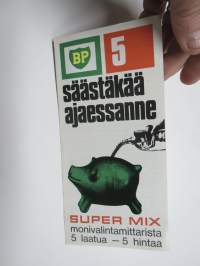 BP 5
säästäkää
ajaessanne
SUPER MIX
monivalintamittarista
5 laatua – 5 hintaa